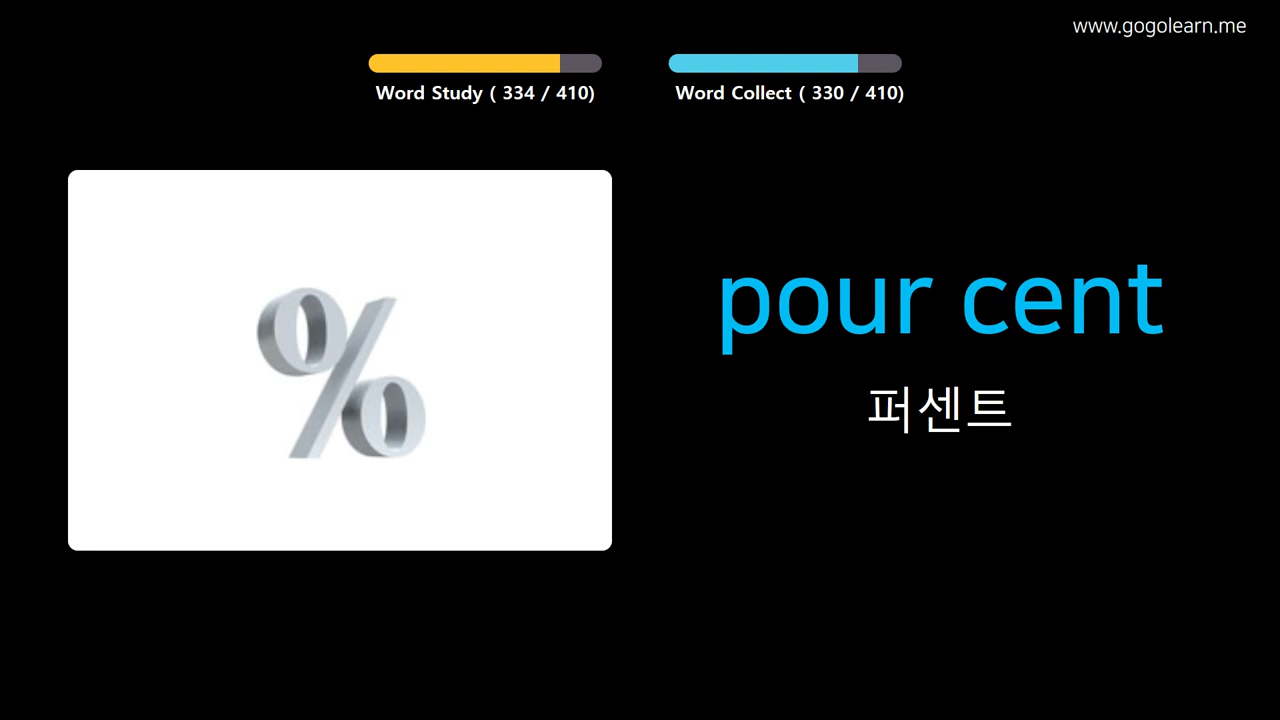 www.gogolearn.me
Word Study ( 334 / 410)
Word Collect ( 330 / 410)
%
pour cent
퍼센트